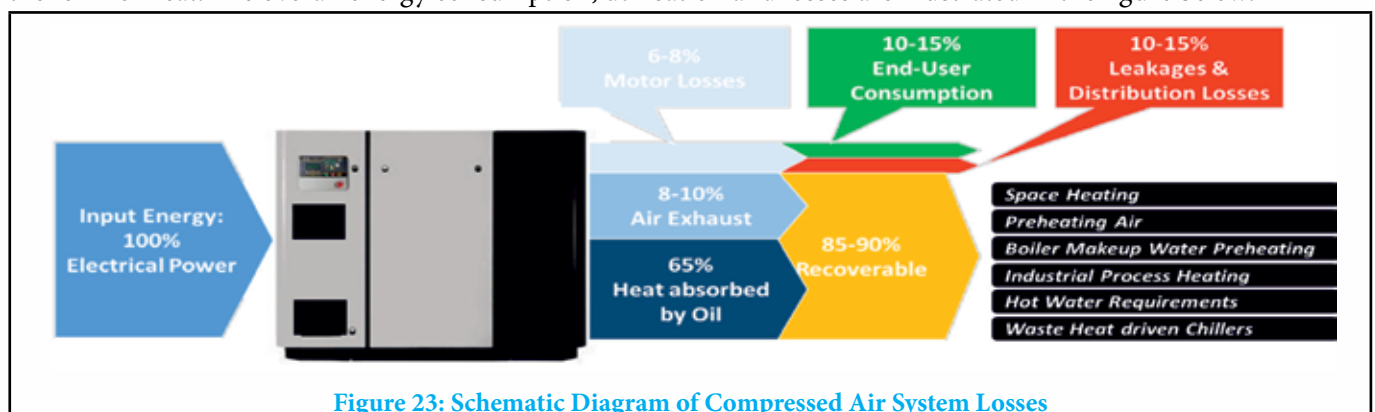 6-8%
Motor Losses
10-15%
End-User
Consumption
10-15%
Leakages &
Distribution Losses
Input Energy:
100%
Electrical Power
8-10%
Air Exhaust
65%
Heat absorbed
by Oil
85-90%
Recoverable
Space Heating
Preheating Air
Boiler Makeup Water Preheating
Industrial Process Heating
Hot Water Requirements
Waste Heat driven Chillers
Figure 23: Schematic Diagram of Compressed Air System Losses